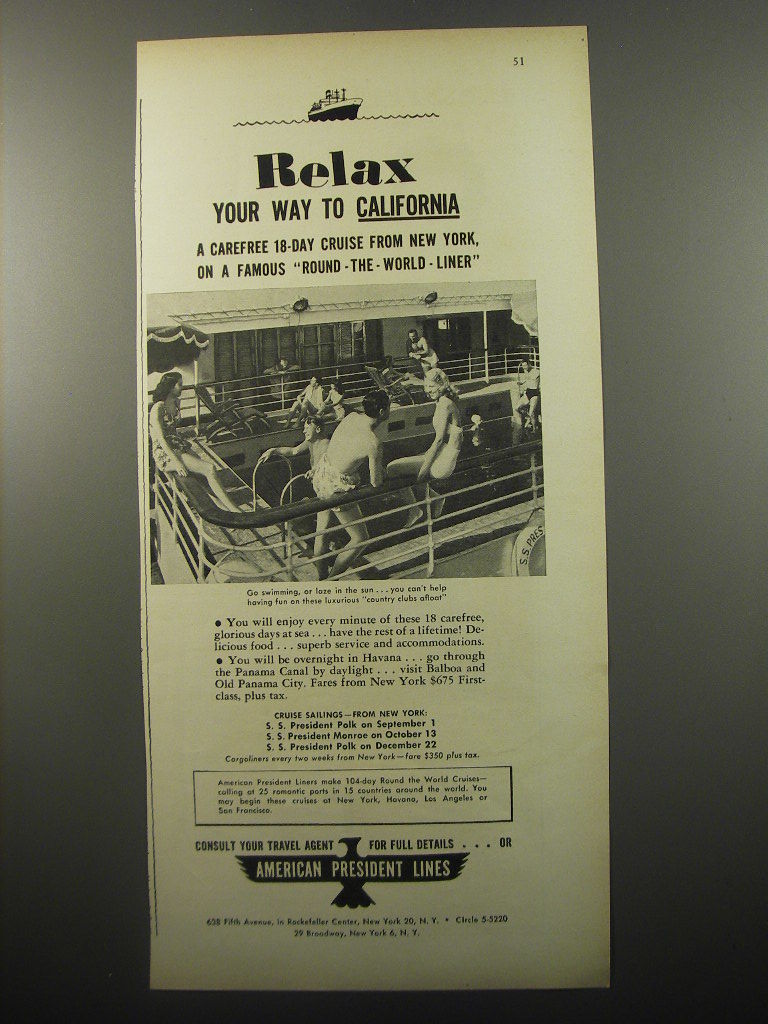 51
Relax
YOUR WAY TO CALIFORNIA
A CAREFREE 18-DAY CRUISE FROM NEW YORK,
ON A FAMOUS "ROUND-THE-WORLD-LINER"
S.S. PRES
Go swimming, or laze in the sun . . . you can't help
having fun on these luxurious "country clubs afloat"
• You will enjoy every minute of these 18 carefree,
glorious days at sea . . . have the rest of a lifetime! De-
licious food . . . superb service and accommodations.
• You will be overnight in Havana . . . go through
the Panama Canal by daylight . . . visit Balboa and
Old Panama City. Fares from New York $675 First-
class, plus tax.
CRUISE SAILINGS—FROM NEW YORK:
S. S. President Polk on September 1
S. S. President Monroe on October 13
S. S. President Polk on December 22
Cargoliners every two weeks from New York—fare $350 plus tax.
American President Liners make 104-day Round the World Cruises—
calling at 25 romantic ports in 15 countries around the world. You
may begin these cruises at New York, Havana, Los Angeles or
San Francisco.
CONSULT YOUR TRAVEL AGENT FOR FULL DETAILS . . . OR
AMERICAN PRESIDENT LINES
638 Fifth Avenue, in Rockefeller Center, New York 20, N. Y. • Circle 5-5220
29 Broadway, New York 6, N. Y.